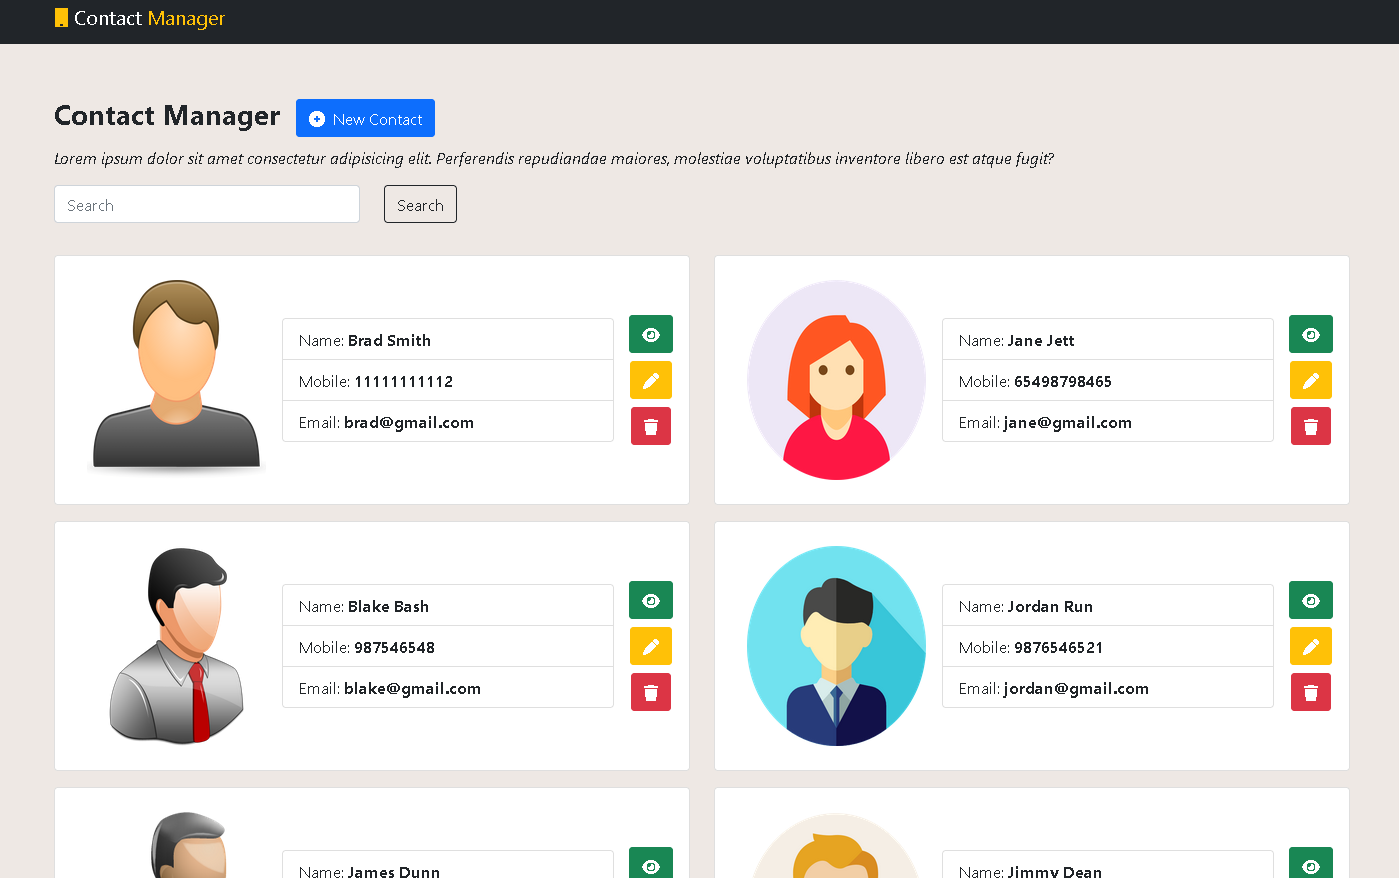 Contact Manager
Contact Manager
New Contact
Lorem ipsum dolor sit amet consectetur adipisicing elit. Perferendis repudiandae maiores, molestiae voluptatibus inventore libero est atque fugit?
Search
Search
Name: Brad Smith
Mobile: 11111111112
Email: brad@gmail.com
Name: Jane Jett
Mobile: 65498798465
Email: jane@gmail.com
Name: Blake Bash
Mobile: 987546548
Email: blake@gmail.com
Name: Jordan Run
Mobile: 9876546521
Email: jordan@gmail.com
Name: James Dunn
Name: Jimmy Dean